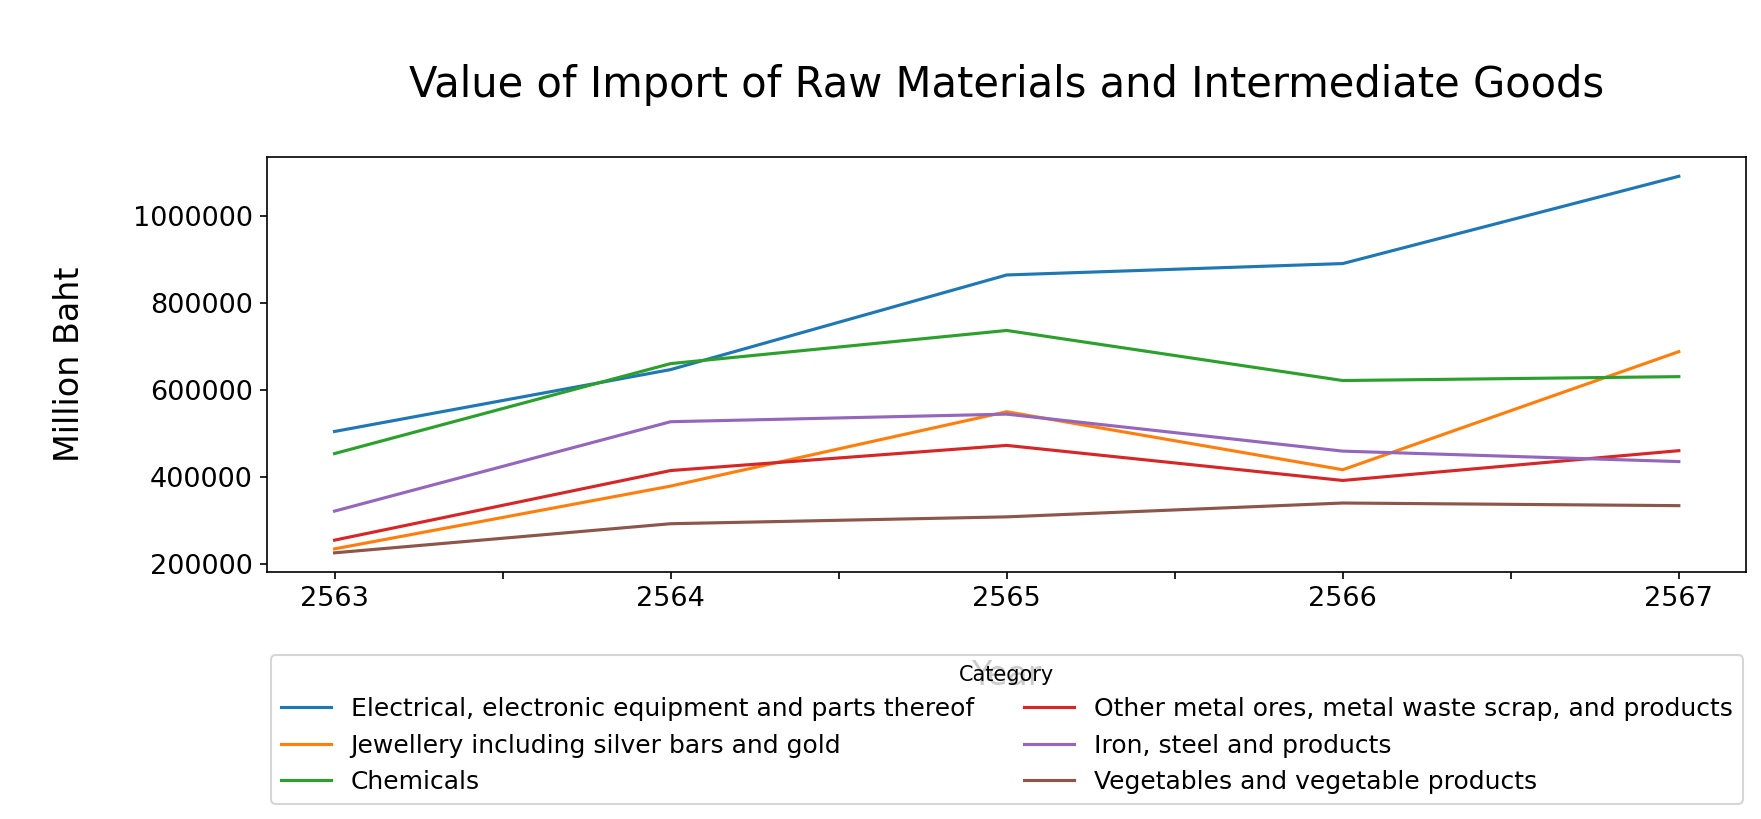 Value of Import of Raw Materials and Intermediate Goods
Million Baht
1000000
800000
600000
400000
200000
2563 2564 2565 2566 2567
Year
Category
Electrical, electronic equipment and parts thereof
Jewellery including silver bars and gold
Chemicals
Other metal ores, metal waste scrap, and products
Iron, steel and products
Vegetables and vegetable products